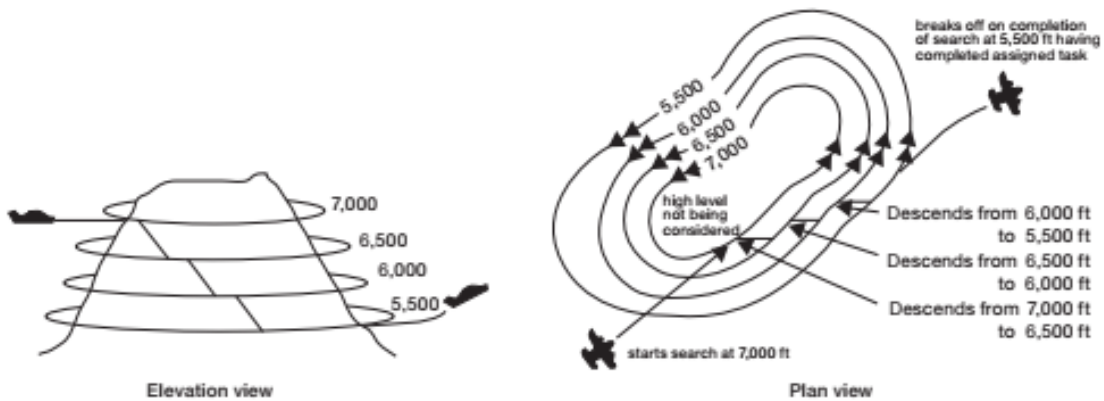 7,000
6,500
6,000
5,500
Elevation view
breaks off on completion
of search at 5,500 ft having
completed assigned task
5,500
6,000
6,500
7,000
high level
not being
considered
Descends from 6,000 ft
to 5,500 ft
Descends from 6,500 ft
to 6,000 ft
Descends from 7,000 ft
to 6,500 ft
starts search at 7,000 ft
Plan view